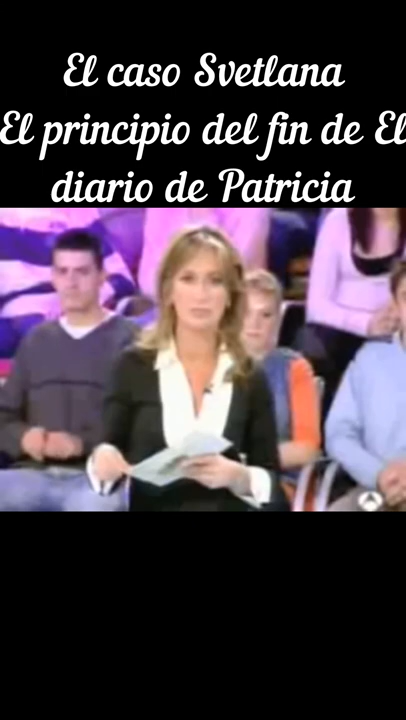 El caso Svetlana
El principio del fin de El
diario de Patricia